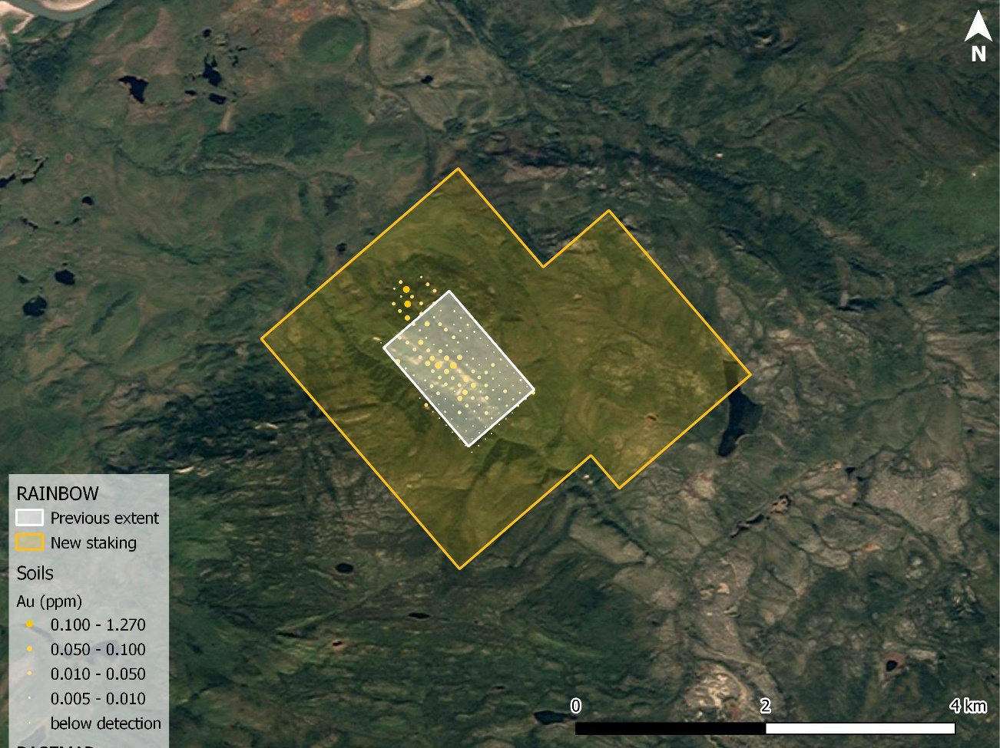 N
RAINBOW
Previous extent
New staking
Soils
Au (ppm)
0.100 - 1.270
0.050 - 0.100
0.010 - 0.050
0.005 - 0.010
below detection
0 2 4 km